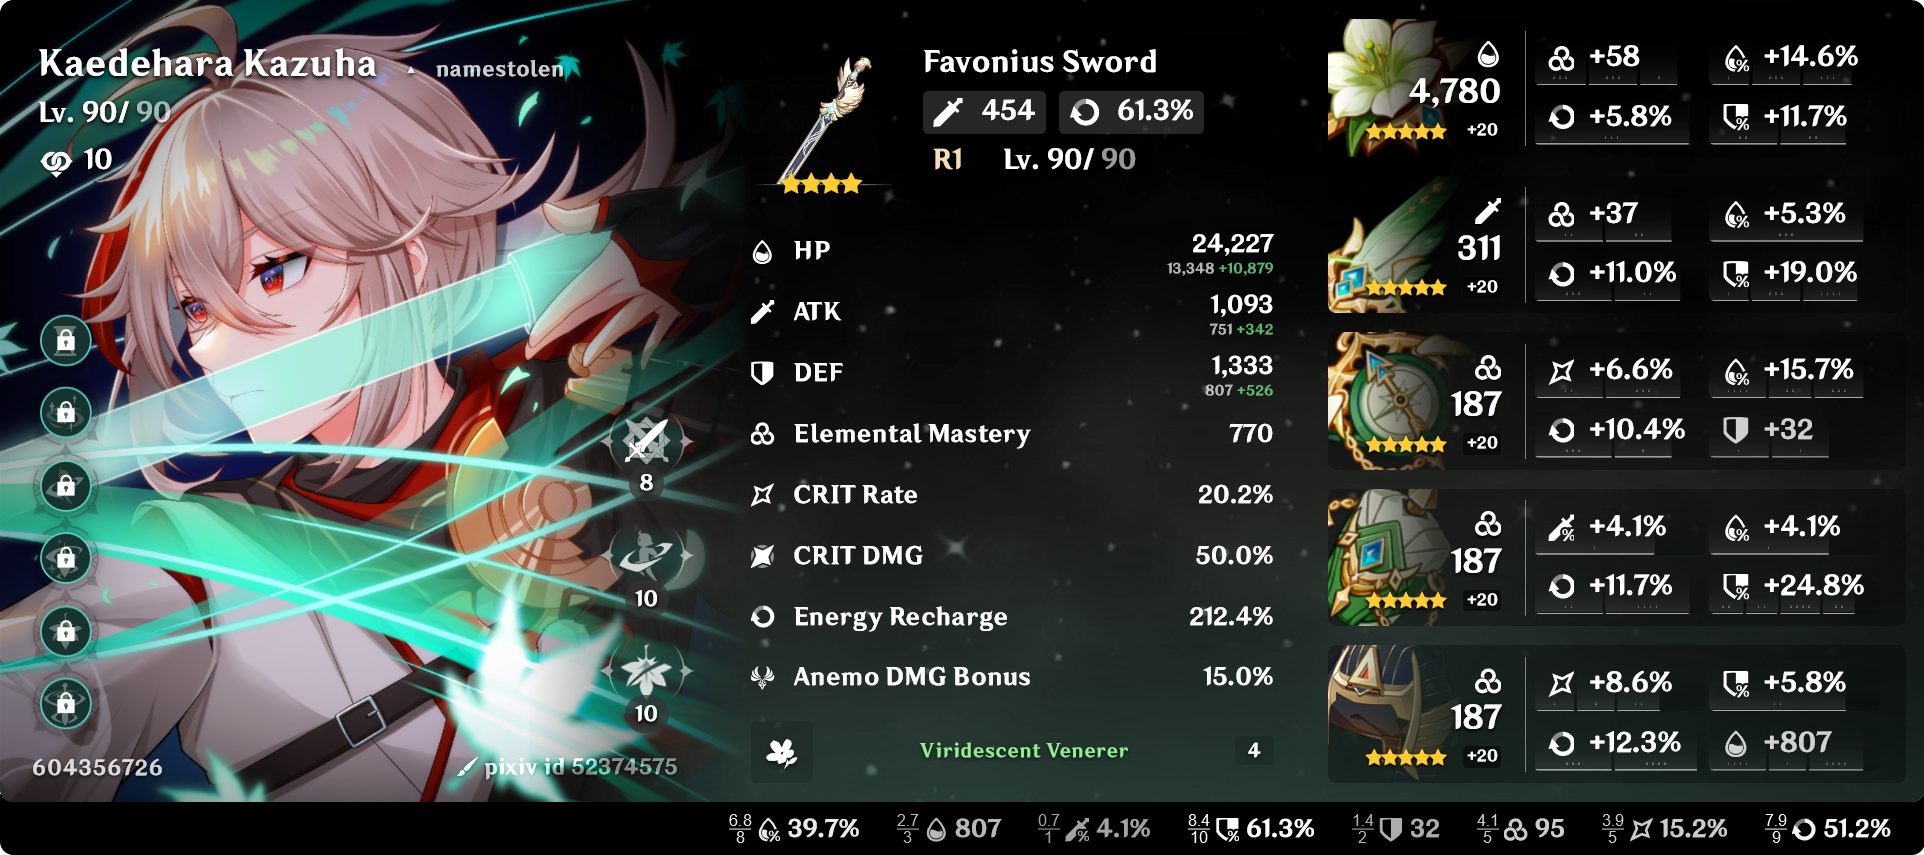 Kaedehara Kazuha ▲ namestolen
Lv. 90/ 90
10
8
10
10
604356726
pixiv id 52374575
Favonius Sword
454 61.3%
R1 Lv. 90/ 90
HP 24,227
13,348 +10,879
ATK 1,093
751 +342
DEF 1,333
807 +526
Elemental Mastery 770
CRIT Rate 20.2%
CRIT DMG 50.0%
Energy Recharge 212.4%
Anemo DMG Bonus 15.0%
Viridescent Venerer 4
4,780
+20
+58 +14.6%
+5.8% +11.7%
311
+20
+37 +5.3%
+11.0% +19.0%
187
+20
+6.6% +15.7%
+10.4% +32
187
+20
+4.1% +4.1%
+11.7% +24.8%
187
+20
+8.6% +5.8%
+12.3% +807
6.8/8 % 39.7% 2.7/3 807 0.7/1 % 4.1% 8.4/10 % 61.3% 1.4/2 32 4.1/5 95 3.9/5 15.2% 7.9/9 51.2%